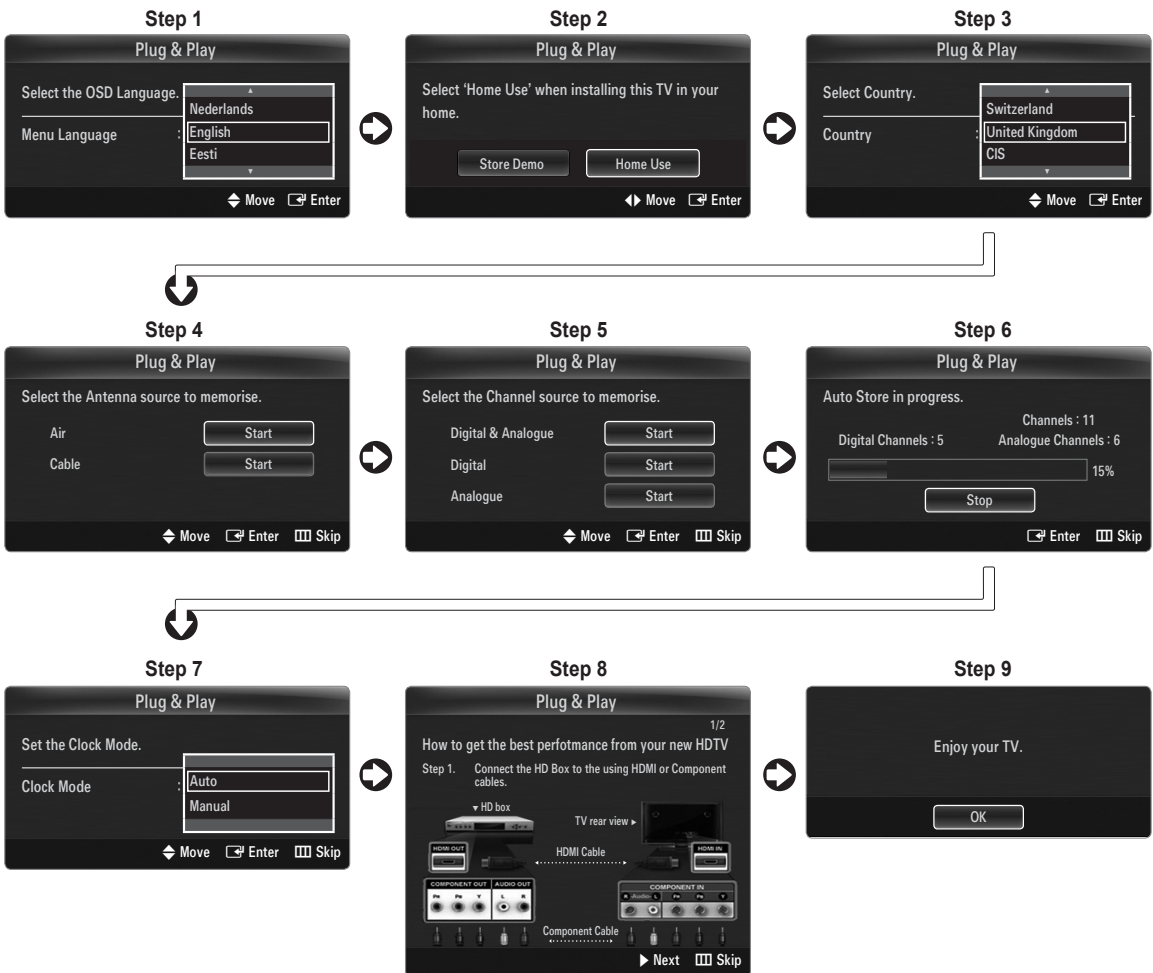 Step 1
Plug & Play
Select the OSD Language.
Nederlands
Menu Language : English
Eesti
Move Enter
Step 2
Plug & Play
Select ‘Home Use’ when installing this TV in your
home.
Store Demo Home Use
Move Enter
Step 3
Plug & Play
Select Country.
Switzerland
Country : United Kingdom
CIS
Move Enter
Step 4
Plug & Play
Select the Antenna source to memorise.
Air Start
Cable Start
Move Enter Skip
Step 5
Plug & Play
Select the Channel source to memorise.
Digital & Analogue Start
Digital Start
Analogue Start
Move Enter Skip
Step 6
Plug & Play
Auto Store in progress.
Channels : 11
Digital Channels : 5 Analogue Channels : 6
15%
Stop
Enter Skip
Step 7
Plug & Play
Set the Clock Mode.
Clock Mode : Auto
Manual
Move Enter Skip
Step 8
Plug & Play
1/2
How to get the best perfotmance from your new HDTV
Step 1. Connect the HD Box to the using HDMI or Component
cables.
HD box
TV rear view
HDMI OUT HDMI Cable HDMI IN
COMPONENT OUT AUDIO OUT COMPONENT IN
PR PB Y L R R -Audio- L PR PB Y
Component Cable
Next Skip
Step 9
Enjoy your TV.
OK